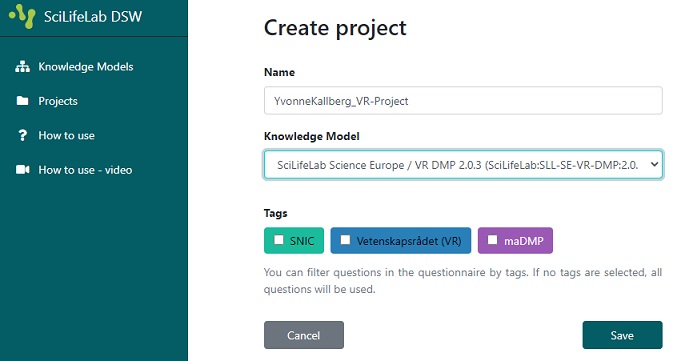 SciLifeLab DSW
Knowledge Models
Projects
How to use
How to use - video
Create project
Name
YvonneKallberg_VR-Project
Knowledge Model
SciLifeLab Science Europe / VR DMP 2.0.3 (SciLifeLab:SLL-SE-VR-DMP:2.0.
Tags
SNIC Vetenskapsrådet (VR) maDMP
You can filter questions in the questionnaire by tags. If no tags are selected, all
questions will be used.
Cancel Save